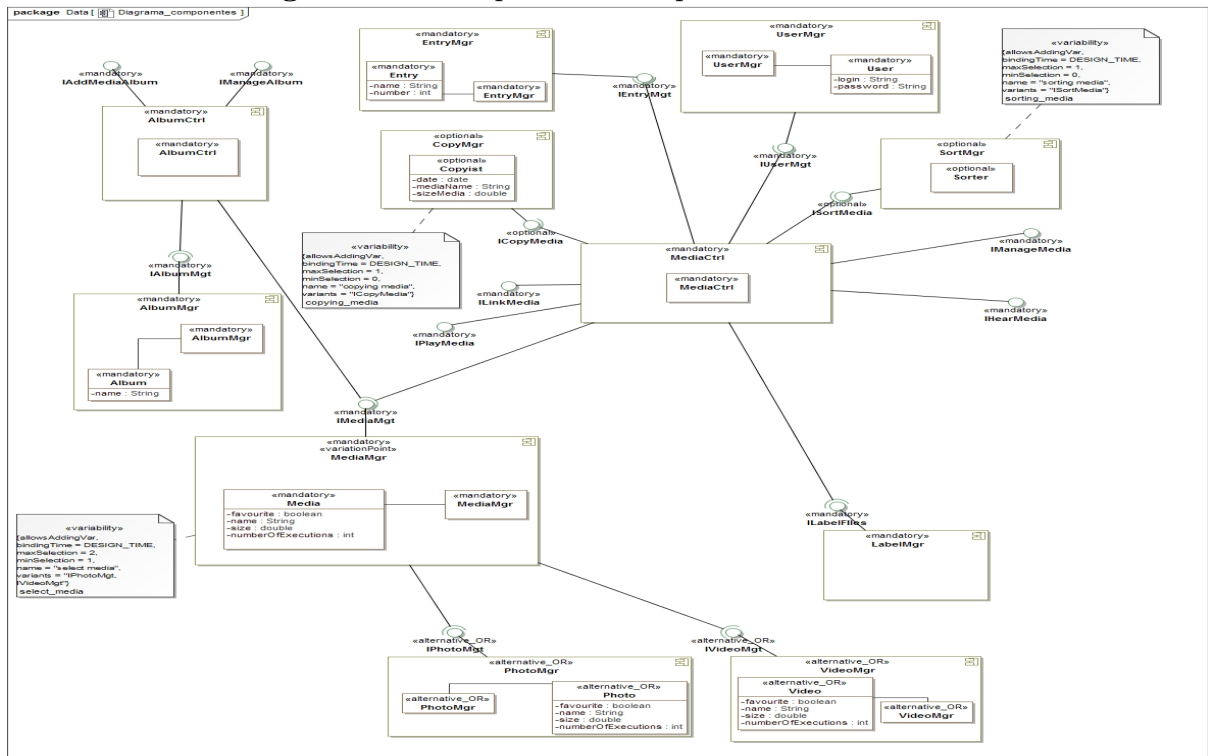 package Data [ Diagrama_componentes ]
«mandatory»
EntryMgr
«mandatory»
Entry
-name : String
-number : int
«mandatory»
EntryMgr
«mandatory»
IEntryMgt
«mandatory»
UserMgr
«mandatory»
UserMgr
«mandatory»
User
-login : String
-password : String
«mandatory»
IUserMgt
«variability»
{allowsAddingVar,
bindingTime = DESIGN_TIME,
maxSelection = 1,
minSelection = 0,
name = "sorting media",
variants = "ISortMedia"}
sorting_media
«mandatory»
IAddMediaAlbum
«mandatory»
IManageAlbum
«mandatory»
AlbumCtrl
«mandatory»
AlbumCtrl
«optional»
CopyMgr
«optional»
Copyist
-date : date
-mediaName : String
-sizeMedia : double
«optional»
ICopyMedia
«optional»
SortMgr
«optional»
Sorter
«optional»
ISortMedia
«variability»
{allowsAddingVar,
bindingTime = DESIGN_TIME,
maxSelection = 1,
minSelection = 0,
name = "copying media",
variants = "ICopyMedia"}
copying_media
«mandatory»
MediaCtrl
«mandatory»
MediaCtrl
«mandatory»
IManageMedia
«mandatory»
IHearMedia
«mandatory»
ILinkMedia
«mandatory»
IPlayMedia
«mandatory»
IAlbumMgt
«mandatory»
AlbumMgr
«mandatory»
AlbumMgr
«mandatory»
Album
-name : String
«mandatory»
IMediaMgt
«mandatory»
«variationPoint»
MediaMgr
«mandatory»
Media
-favourite : boolean
-name : String
-size : double
-numberOfExecutions : int
«mandatory»
MediaMgr
«variability»
{allowsAddingVar,
bindingTime = DESIGN_TIME,
maxSelection = 2,
minSelection = 1,
name = "select media",
variants = "IPhotoMgt,
IVideoMgt"}
select_media
«mandatory»
ILabelFiles
«mandatory»
LabelMgr
«alternative_OR»
IPhotoMgt
«alternative_OR»
PhotoMgr
«alternative_OR»
PhotoMgr
«alternative_OR»
Photo
-favourite : boolean
-name : String
-size : double
-numberOfExecutions : int
«alternative_OR»
IVideoMgt
«alternative_OR»
VideoMgr
«alternative_OR»
Video
-favourite : boolean
-name : String
-size : double
-numberOfExecutions : int
«alternative_OR»
VideoMgr